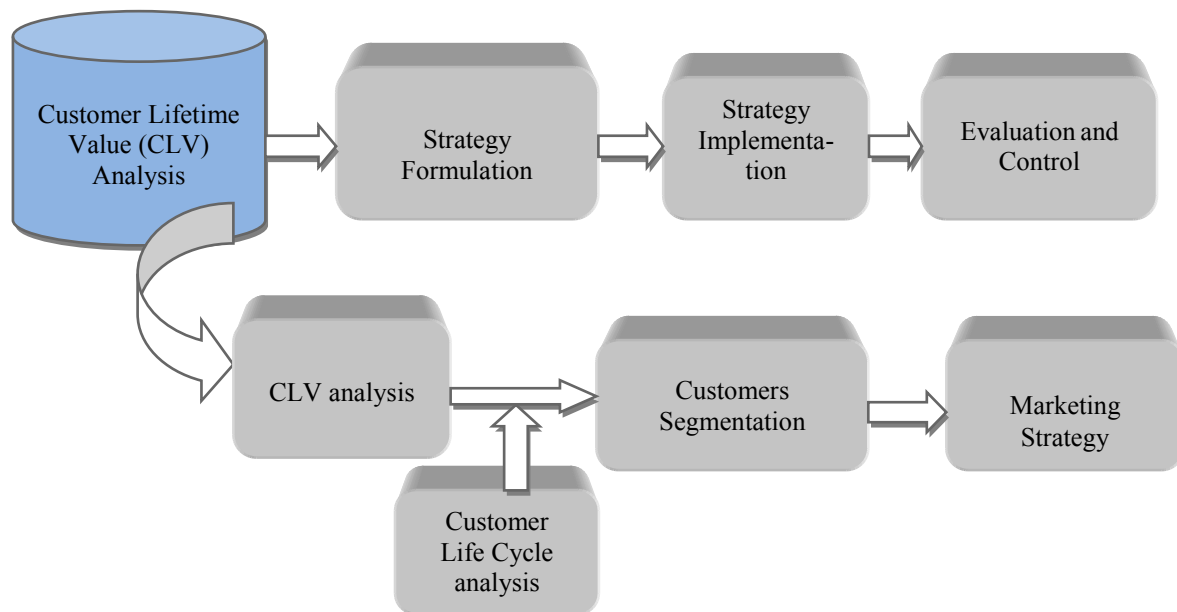 Customer Lifetime
Value (CLV)
Analysis
Strategy
Formulation
Strategy
Implementa-
tion
Evaluation and
Control
CLV analysis
Customer
Life Cycle
analysis
Customers
Segmentation
Marketing
Strategy